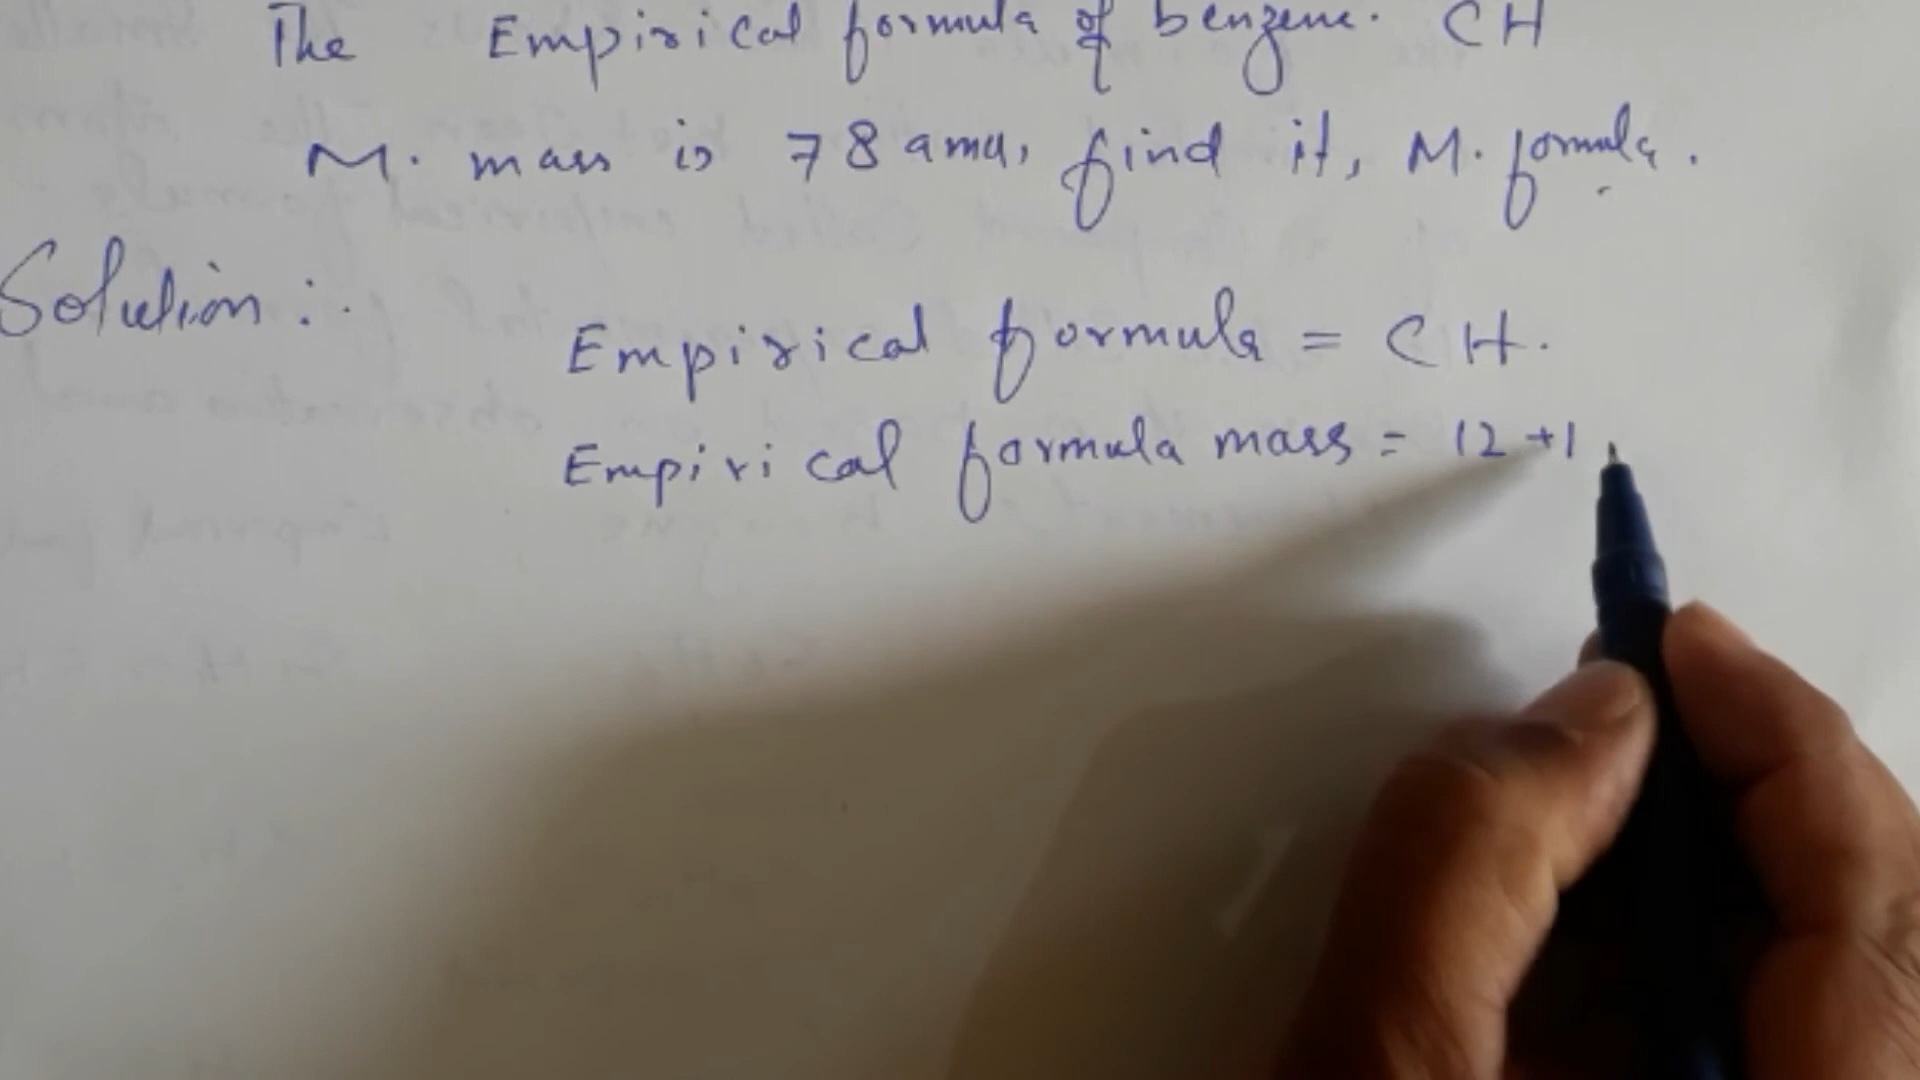 The Empirical formula of benzene. CH
M. mass is 78 amu, find it, M. formula.
Solution :.
Empirical formula = CH.
Empirical formula mass = 12 +1